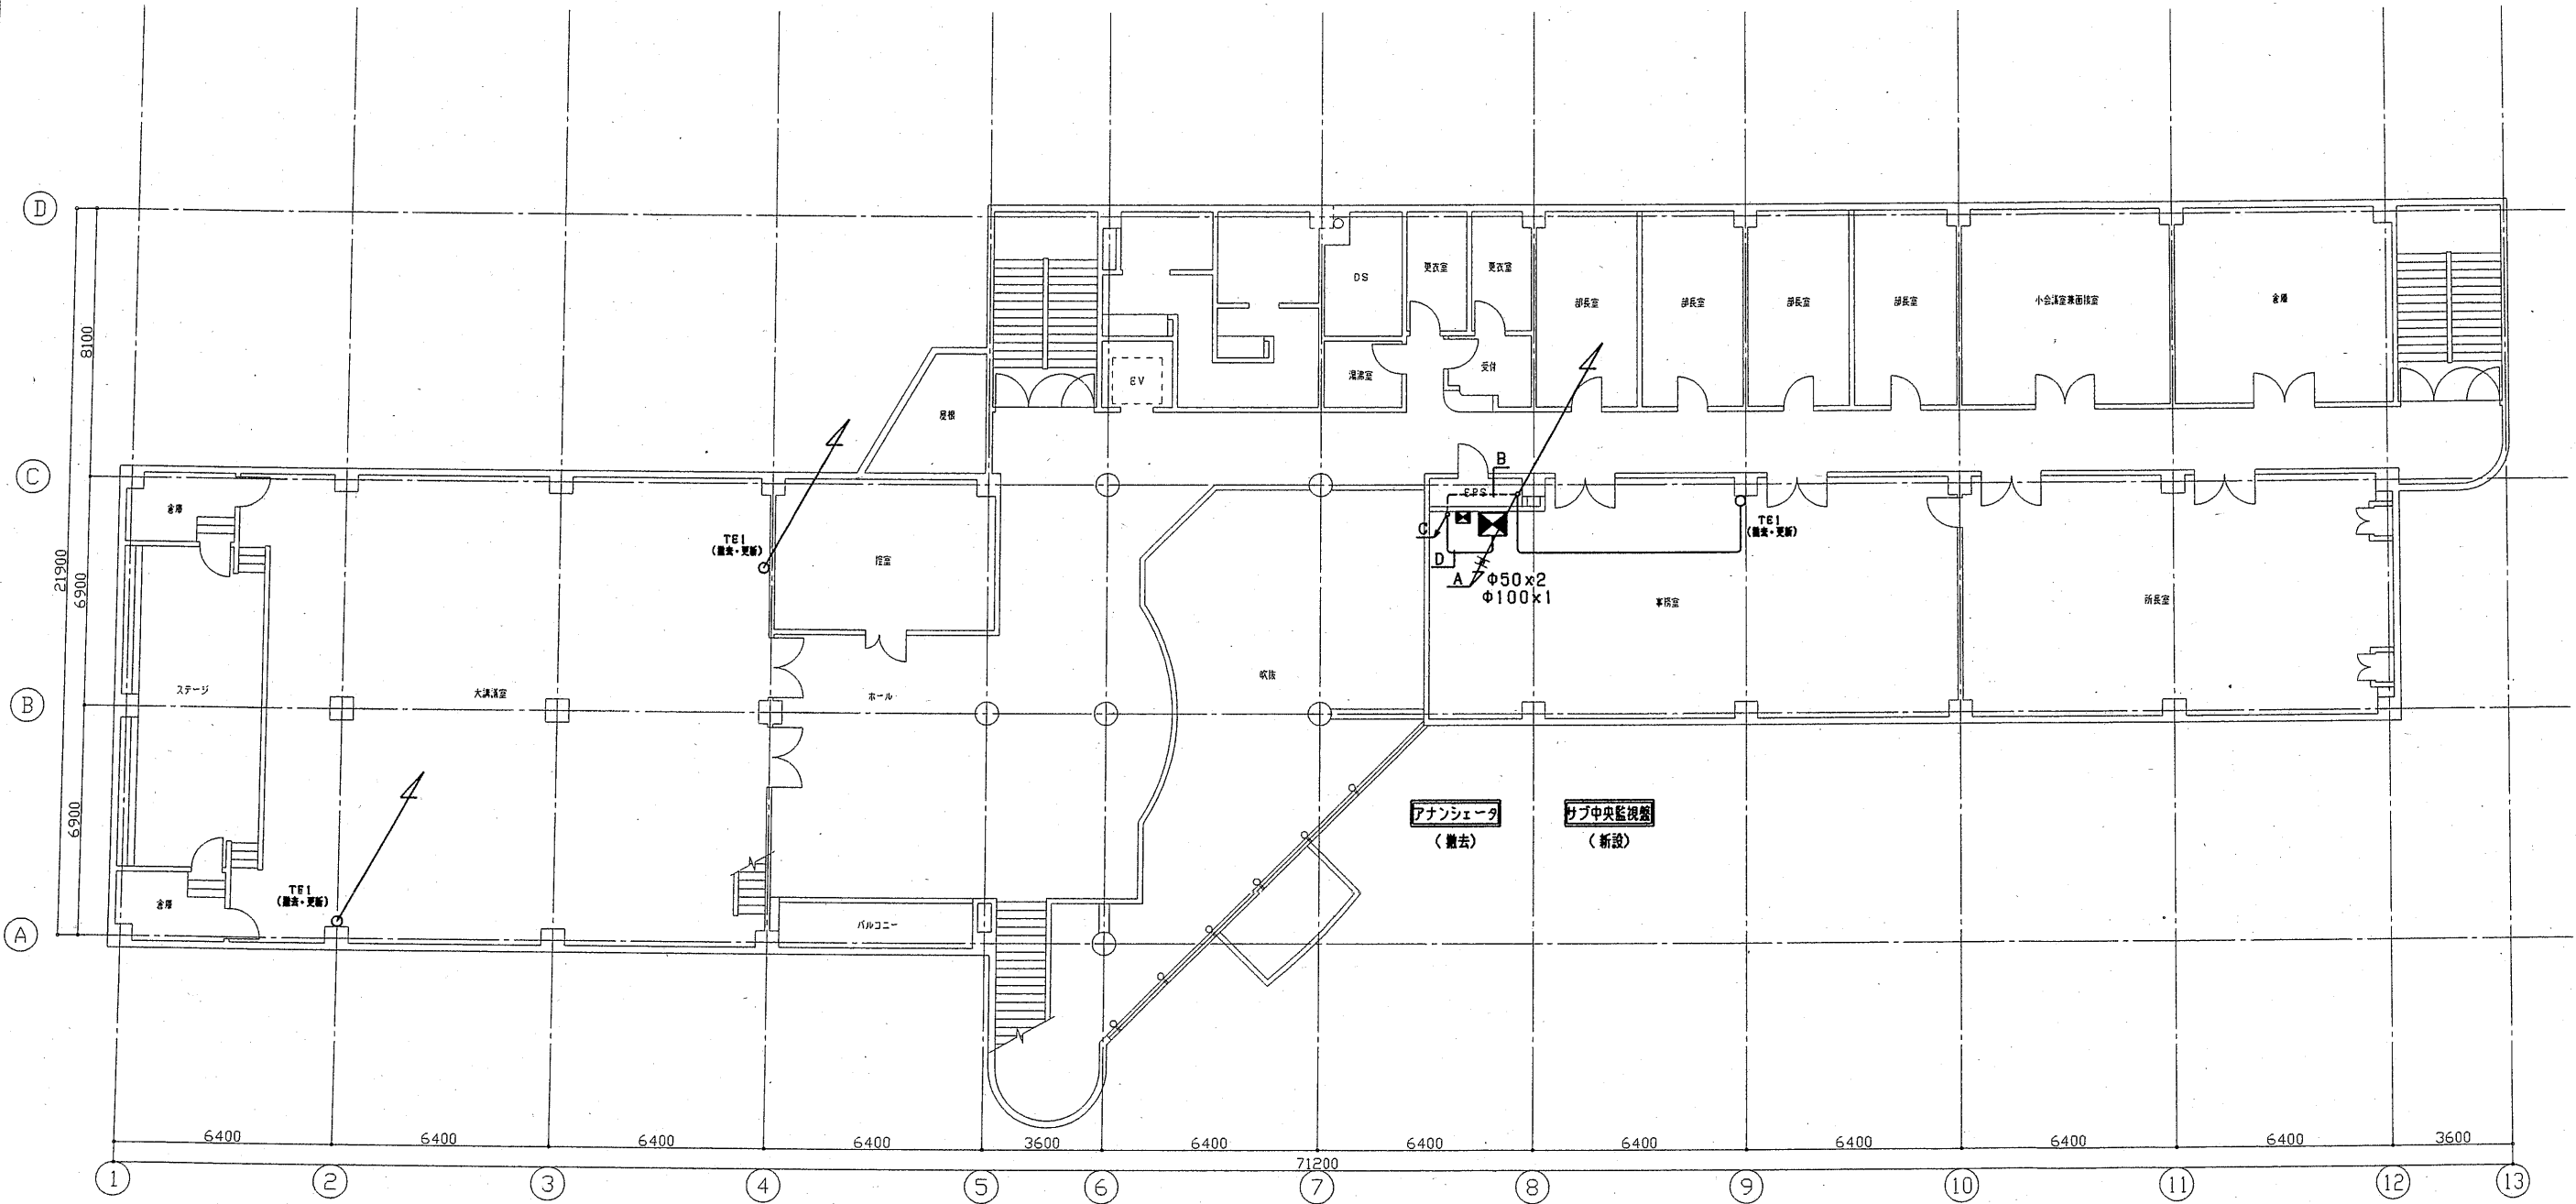 D
8100
DS
更衣室
更衣室
部長室
部長室
部長室
部長室
小会議室兼面接室
倉庫
EV
湯沸室
受付
屋根
C
B
EPS
倉庫
TE1
(撤去・更新)
C
D
A
Φ50x2
Φ100x1
TE1
(撤去・更新)
控室
21900
6900
事務室
所長室
ステージ
大講議室
ホール
吹抜
B
6900
アナンシェータ
(撤去)
サブ中央監視盤
(新設)
TE1
(撤去・更新)
倉庫
バルコニー
A
6400
6400
6400
6400
3600
6400
6400
6400
6400
6400
6400
3600
71200
1
2
3
4
5
6
7
8
9
10
11
12
13